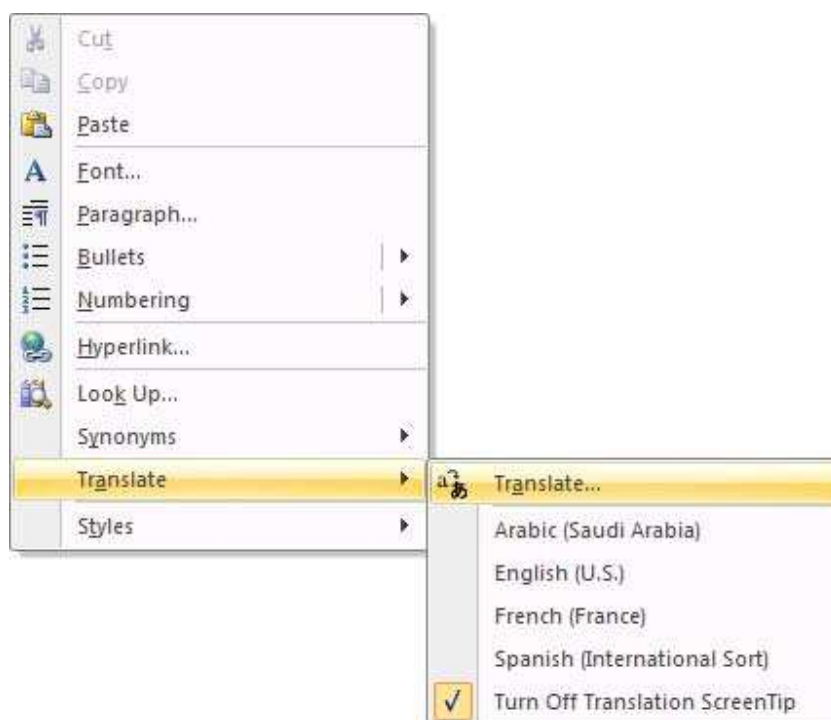 Cut
Copy
Paste
Font...
Paragraph...
Bullets
Numbering
Hyperlink...
Look Up...
Synonyms
Translate
Styles
Translate...
Arabic (Saudi Arabia)
English (U.S.)
French (France)
Spanish (International Sort)
Turn Off Translation ScreenTip